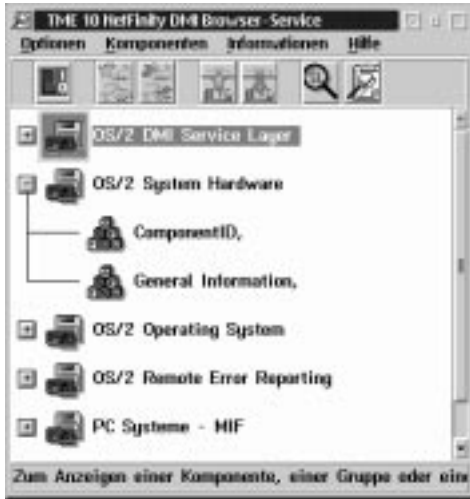 TME 10 NetFinity DMI Browser-Service
Optionen Komponenten Informationen Hilfe
OS/2 DMI Service Layer
OS/2 System Hardware
ComponentID,
General Information,
OS/2 Operating System
OS/2 Remote Error Reporting
PC Systeme - MIF
Zum Anzeigen einer Komponente, einer Gruppe oder eine